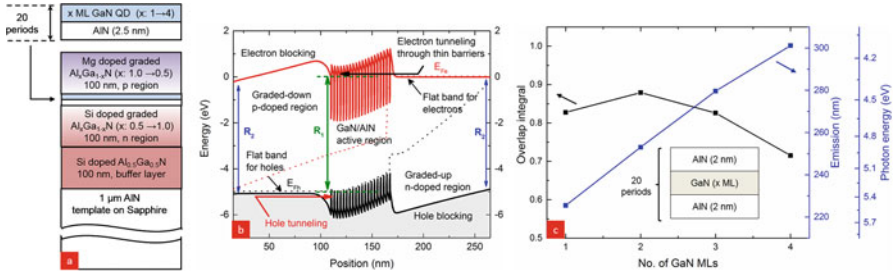 20
periods
x ML GaN QD (x: 1→4)
AlN (2.5 nm)
Mg doped graded
AlxGa1-xN (x: 1.0 →0.5)
100 nm, p region
Si doped graded
AlxGa1-xN (x: 0.5 →1.0)
100 nm, n region
Si doped Al0.5Ga0.5N
100 nm, buffer layer
1 µm AlN
template on Sapphire
a
Energy (eV)
2
0
-2
-4
-6
Electron blocking
Electron tunneling
through thin barriers
EFe
Graded-down
p-doped region
Flat band for
electrons
R2
R1
R2
GaN/AlN
active region
Flat band
for holes
EFh
Graded-up
n-doped region
Hole tunneling
Hole blocking
b
50
100
150
200
250
Position (nm)
Overlap integral
1.0
0.9
0.8
0.7
0.6
0.5
20
periods
AlN (2 nm)
GaN (x ML)
AlN (2 nm)
c
1
2
3
4
No. of GaN MLs
300
280
260
240
220
Emission (nm)
4.2
4.5
4.8
5.1
5.4
5.7
Photon energy (eV)